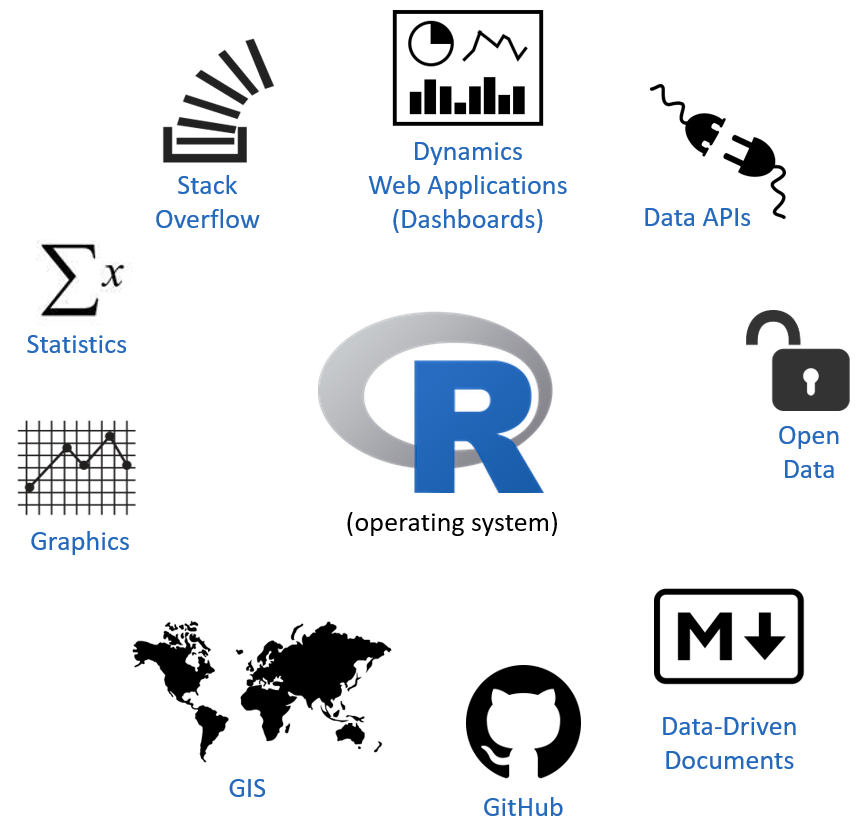 Stack
Overflow
Dynamics
Web Applications
(Dashboards)
Data APIs
∑x
Statistics
R
(operating system)
Open
Data
Graphics
M
Data-Driven
Documents
GIS
GitHub